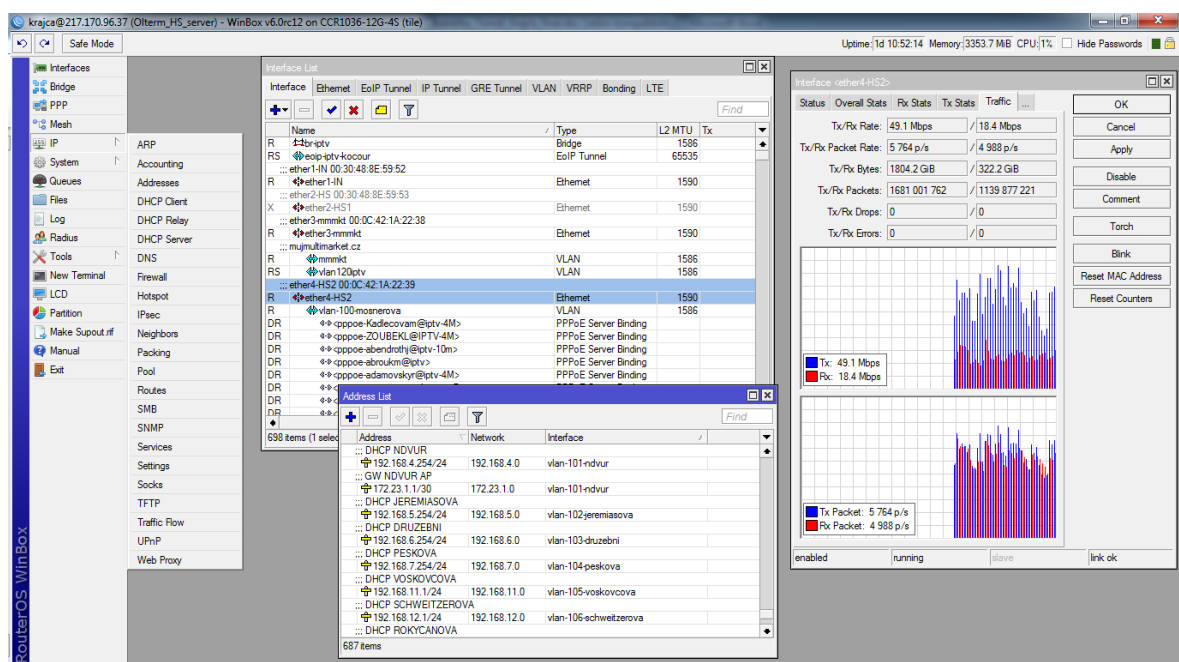 krajca@217.170.96.37 (Olterm_HS_server) - WinBox v6.0rc12 on CCR1036-12G-4S (tile)
Safe Mode
Uptime: 1d 10:52:14 Memory: 3353.7 MiB CPU: 1% Hide Passwords
RouterOS WinBox
Interfaces
Bridge
PPP
Mesh
IP
System
Queues
Files
Log
Radius
Tools
New Terminal
LCD
Partition
Make Supout.rif
Manual
Exit
ARP
Accounting
Addresses
DHCP Client
DHCP Relay
DHCP Server
DNS
Firewall
Hotspot
IPsec
Neighbors
Packing
Pool
Routes
SMB
SNMP
Services
Settings
Socks
TFTP
Traffic Flow
UPnP
Web Proxy
Interface List
Interface Ethernet EoIP Tunnel IP Tunnel GRE Tunnel VLAN VRRP Bonding LTE
Find
Name Type L2 MTU Tx
R br-iptv Bridge 1586
RS eoip-iptv-kocour EoIP Tunnel 65535
;;; ether1-IN 00:30:48:8E:59:52
R ether1-IN Ethernet 1590
;;; ether2-HS 00:30:48:8E:59:53
X ether2-HS1 Ethernet 1590
;;; ether3-mmmkt 00:0C:42:1A:22:38
R ether3-mmmkt Ethernet 1590
;;; mujmultimarket.cz
R mmmkt VLAN 1586
RS vlan120iptv VLAN 1586
;;; ether4-HS2 00:0C:42:1A:22:39
R ether4-HS2 Ethernet 1590
R vlan-100-mosnerova VLAN 1586
DR <pppoe-Kadlecovam@iptv-4M> PPPoE Server Binding
DR <pppoe-ZOUBEKL@IPTV-4M> PPPoE Server Binding
DR <pppoe-abendrothj@iptv-10m> PPPoE Server Binding
DR <pppoe-abroukm@iptv> PPPoE Server Binding
DR <pppoe-adamovskyr@iptv-4M> PPPoE Server Binding
DR
DR
DR
698 items (1 selec
Address List
Find
Address Network Interface
;;; DHCP NDVUR
192.168.4.254/24 192.168.4.0 vlan-101-ndvur
;;; GW NDVUR AP
172.23.1.1/30 172.23.1.0 vlan-101-ndvur
;;; DHCP JEREMIASOVA
192.168.5.254/24 192.168.5.0 vlan-102-jeremiasova
;;; DHCP DRUZEBNI
192.168.6.254/24 192.168.6.0 vlan-103-druzebni
;;; DHCP PESKOVA
192.168.7.254/24 192.168.7.0 vlan-104-peskova
;;; DHCP VOSKOVCOVA
192.168.11.1/24 192.168.11.0 vlan-105-voskovcova
;;; DHCP SCHWEITZEROVA
192.168.12.1/24 192.168.12.0 vlan-106-schweitzerova
;;; DHCP ROKYCANOVA
687 items
Interface <ether4-HS2>
Status Overall Stats Rx Stats Tx Stats Traffic ...
Tx/Rx Rate: 49.1 Mbps / 18.4 Mbps
Tx/Rx Packet Rate: 5 764 p/s / 4 988 p/s
Tx/Rx Bytes: 1804.2 GiB / 322.2 GiB
Tx/Rx Packets: 1681 001 762 / 1139 877 221
Tx/Rx Drops: 0 / 0
Tx/Rx Errors: 0 / 0
Tx: 49.1 Mbps
Rx: 18.4 Mbps
Tx Packet: 5 764 p/s
Rx Packet: 4 988 p/s
enabled running slave link ok
OK
Cancel
Apply
Disable
Comment
Torch
Blink
Reset MAC Address
Reset Counters